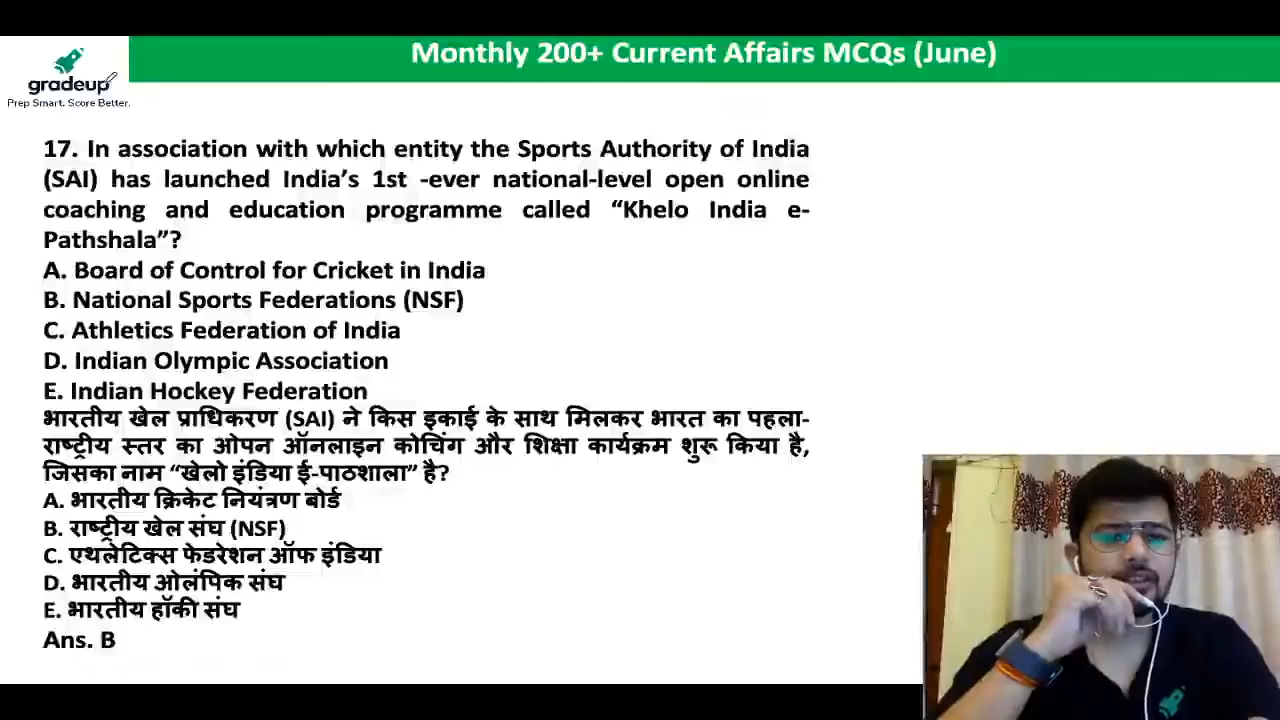 Monthly 200+ Current Affairs MCQs (June)
gradeup
Prep Smart. Score Better.
17. In association with which entity the Sports Authority of India
(SAI) has launched India's 1st -ever national-level open online
coaching and education programme called “Khelo India e-
Pathshala”?
A. Board of Control for Cricket in India
B. National Sports Federations (NSF)
C. Athletics Federation of India
D. Indian Olympic Association
E. Indian Hockey Federation
भारतीय खेल प्राधिकरण (SAI) ने किस इकाई के साथ मिलकर भारत का पहला-
राष्ट्रीय स्तर का ओपन ऑनलाइन कोचिंग और शिक्षा कार्यक्रम शुरू किया है,
जिसका नाम “खेलो इंडिया ई-पाठशाला” है?
A. भारतीय क्रिकेट नियंत्रण बोर्ड
B. राष्ट्रीय खेल संघ (NSF)
C. एथलेटिक्स फेडरेशन ऑफ इंडिया
D. भारतीय ओलंपिक संघ
E. भारतीय हॉकी संघ
Ans. B